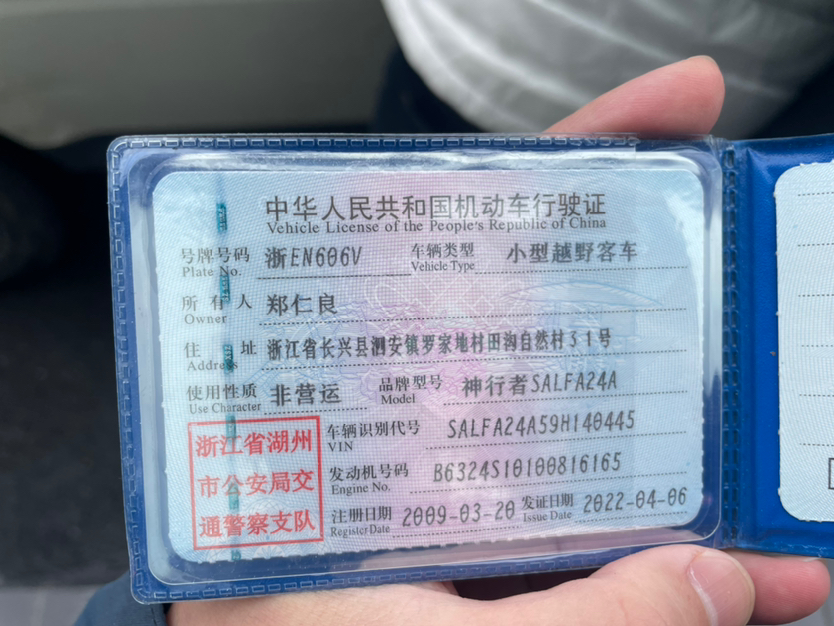 中华人民共和国机动车行驶证
Vehicle License of the People's Republic of China
号牌号码 浙EN606V 车辆类型 小型越野客车
Plate No. Vehicle Type
所有人 郑仁良
Owner
住址 浙江省长兴县泗安镇罗家地村田沟自然村31号
Address
使用性质 非营运 品牌型号 神行者SALFA24A
Use Character Model
浙江省湖州
市公安局交
通警察支队
车辆识别代号 SALFA24A59H140445
VIN
发动机号码 B6324S10100816165
Engine No.
注册日期 2009-03-20 发证日期 2022-04-06
Register Date Issue Date